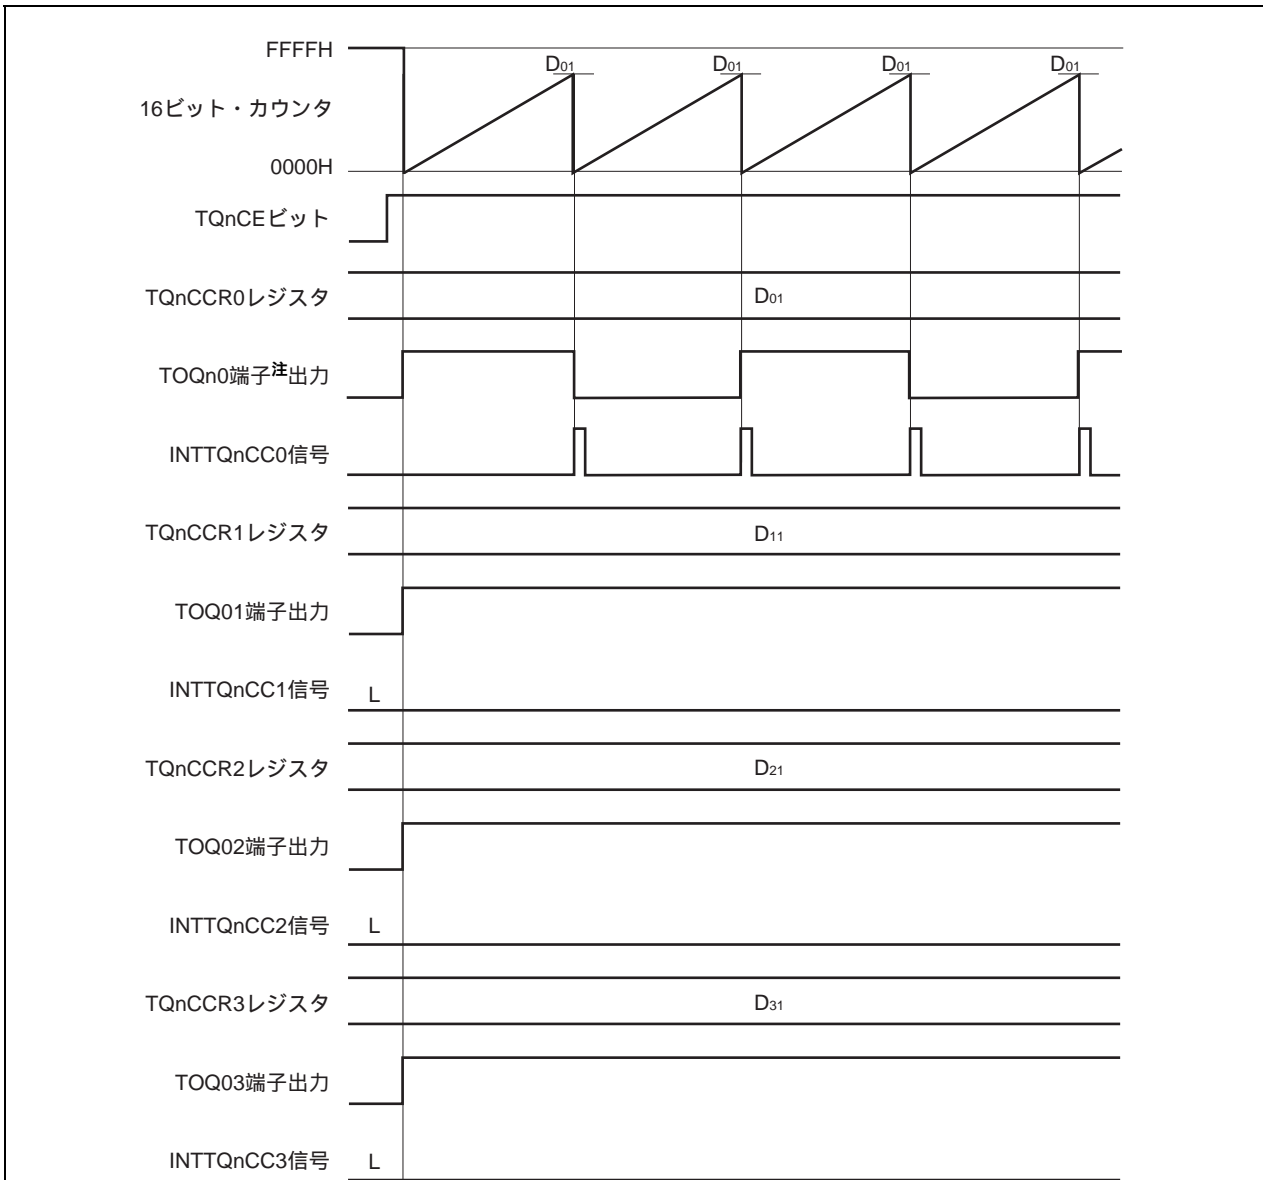 FFFFH
D01 D01 D01 D01
16ビット・カウンタ
0000H
TQnCEビット
TQnCCR0レジスタ D01
TOQn0端子注出力
INTTQnCC0信号
TQnCCR1レジスタ D11
TOQ01端子出力
INTTQnCC1信号 L
TQnCCR2レジスタ D21
TOQ02端子出力
INTTQnCC2信号 L
TQnCCR3レジスタ D31
TOQ03端子出力
INTTQnCC3信号 L